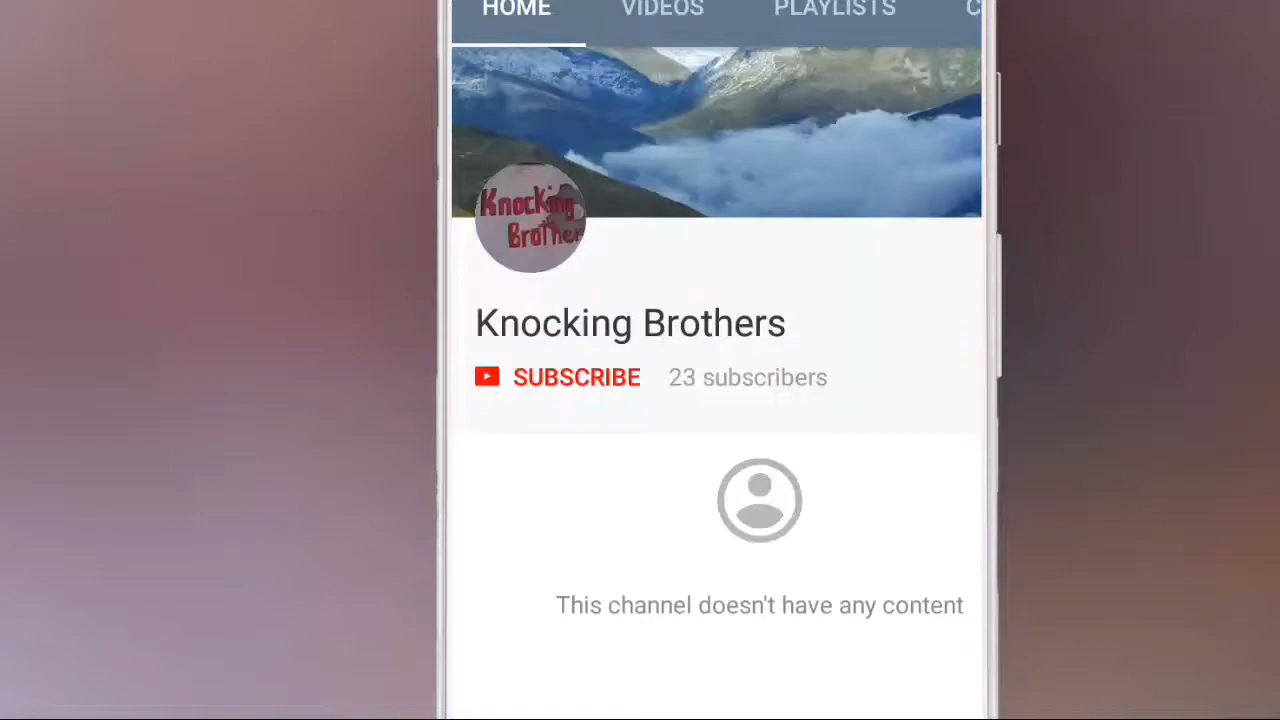 HOME VIDEOS PLAYLISTS C
Knocking
Brother
Knocking Brothers
SUBSCRIBE 23 subscribers
This channel doesn't have any content